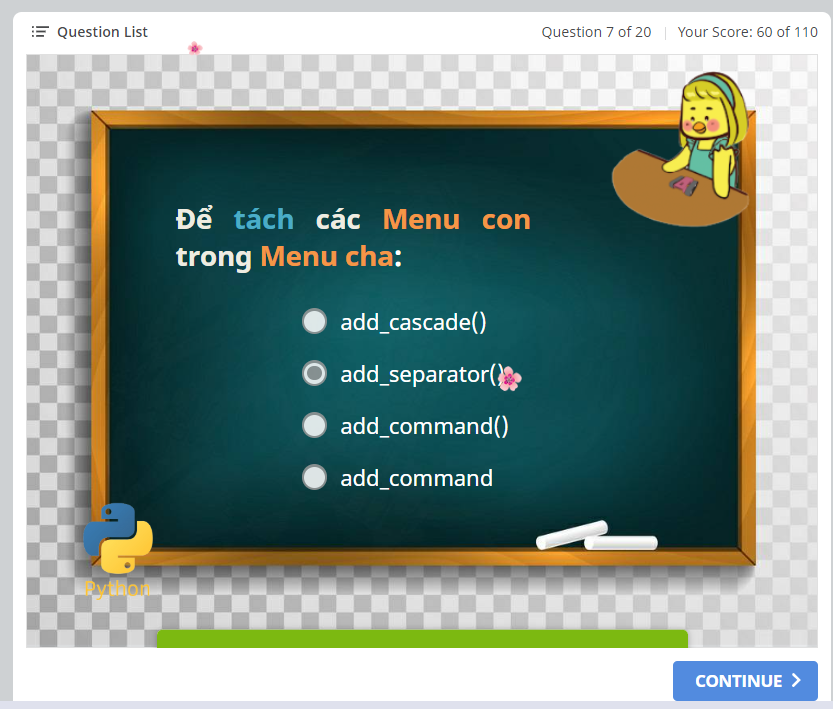 Question List
Question 7 of 20
Your Score: 60 of 110
Để tách các Menu con
trong Menu cha:
add_cascade()
add_separator()
add_command()
add_command
Python
CONTINUE